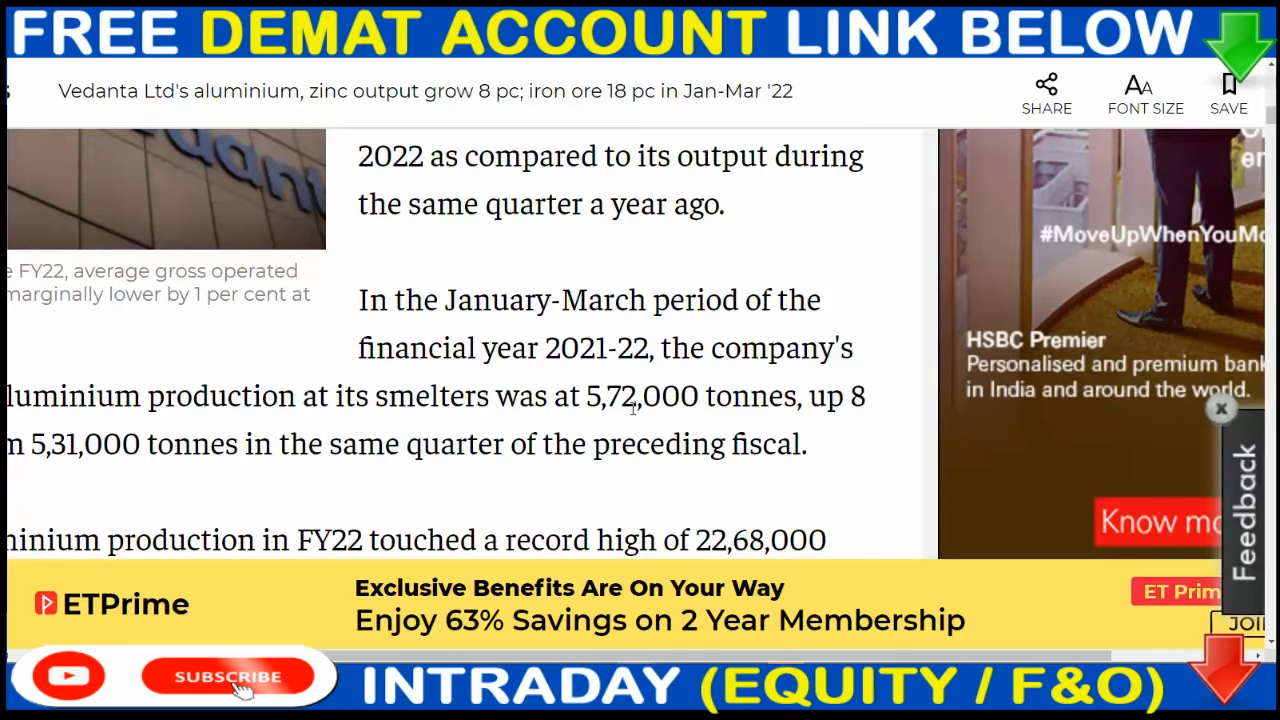 FREE DEMAT ACCOUNT LINK BELOW
Vedanta Ltd's aluminium, zinc output grow 8 pc; iron ore 18 pc in Jan-Mar '22
SHARE
FONT SIZE
SAVE
2022 as compared to its output during
the same quarter a year ago.
FY22, average gross operated
marginally lower by 1 per cent at
In the January-March period of the
financial year 2021-22, the company's
luminium production at its smelters was at 5,72,000 tonnes, up 8
m 5,31,000 tonnes in the same quarter of the preceding fiscal.
minium production in FY22 touched a record high of 22,68,000
#MoveUpWhenYouMo
HSBC Premier
Personalised and premium bank
in India and around the world.
Know mo
Feedback
ETPrime
Exclusive Benefits Are On Your Way
Enjoy 63% Savings on 2 Year Membership
ET Prim
JOI
SUBSCRIBE
INTRADAY (EQUITY / F&O)